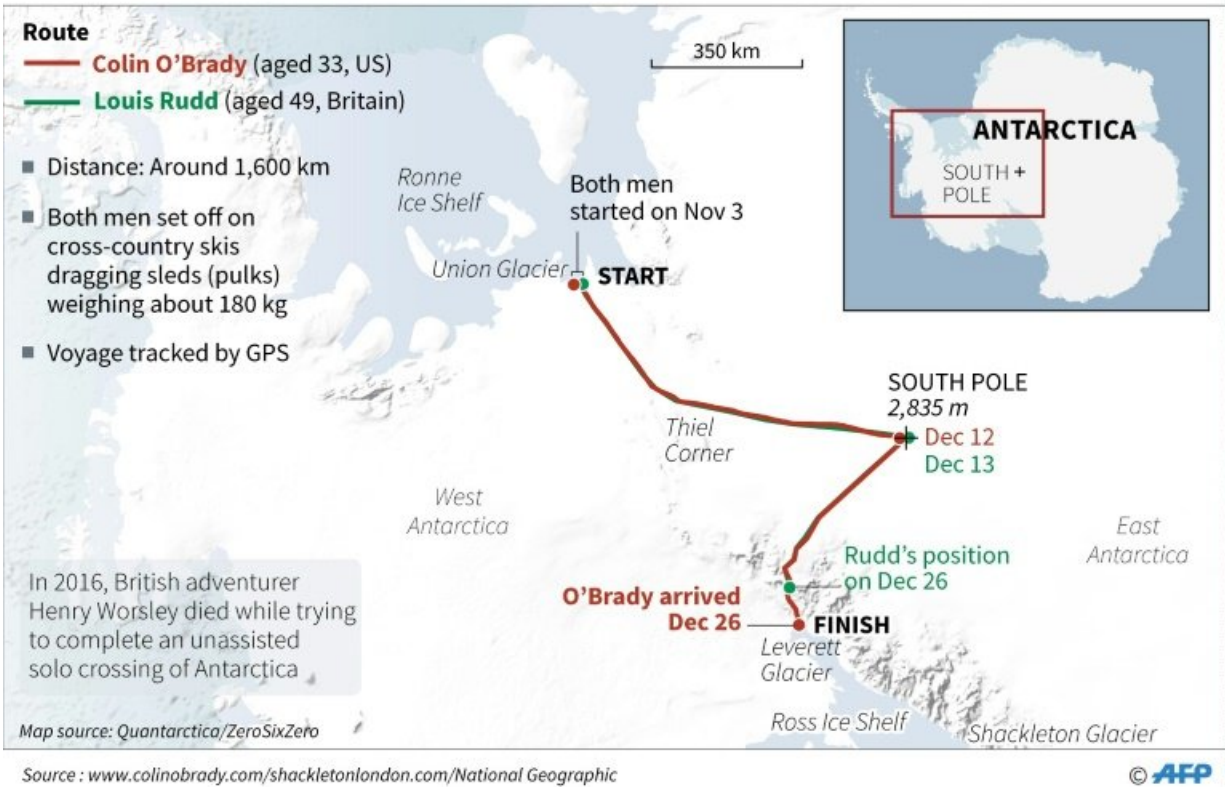 Route
Colin O'Brady (aged 33, US)
Louis Rudd (aged 49, Britain)
Distance: Around 1,600 km
Both men set off on
cross-country skis
dragging sleds (pulks)
weighing about 180 kg
Voyage tracked by GPS
350 km
ANTARCTICA
SOUTH +
POLE
Ronne
Ice Shelf
Both men
started on Nov 3
Union Glacier
START
SOUTH POLE
2,835 m
Dec 12
Dec 13
Thiel
Corner
West
Antarctica
East
Antarctica
Rudd's position
on Dec 26
O'Brady arrived
Dec 26
FINISH
Leverett
Glacier
Ross Ice Shelf
Shackleton Glacier
In 2016, British adventurer
Henry Worsley died while trying
to complete an unassisted
solo crossing of Antarctica
Map source: Quantarctica/ZeroSixZero
Source : www.colinobrady.com/shackletonlondon.com/National Geographic
© AFP